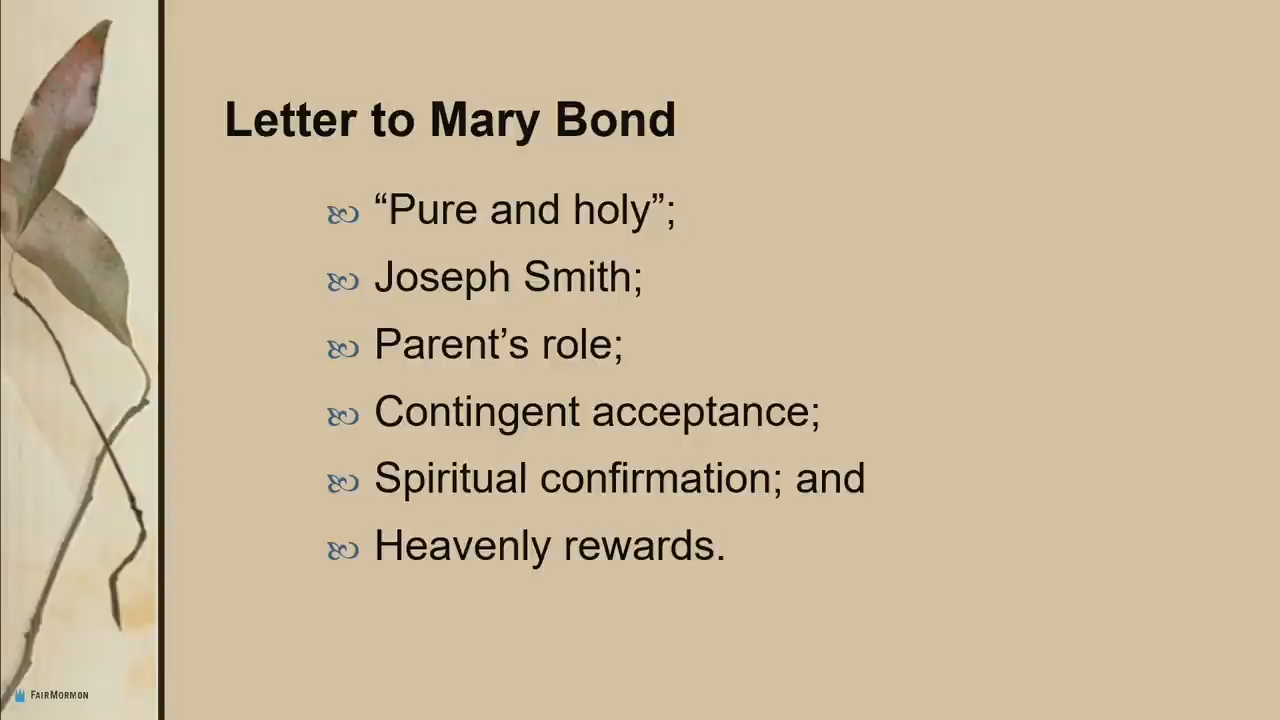 Letter to Mary Bond
“Pure and holy”;
Joseph Smith;
Parent’s role;
Contingent acceptance;
Spiritual confirmation; and
Heavenly rewards.
FAIRMORMON